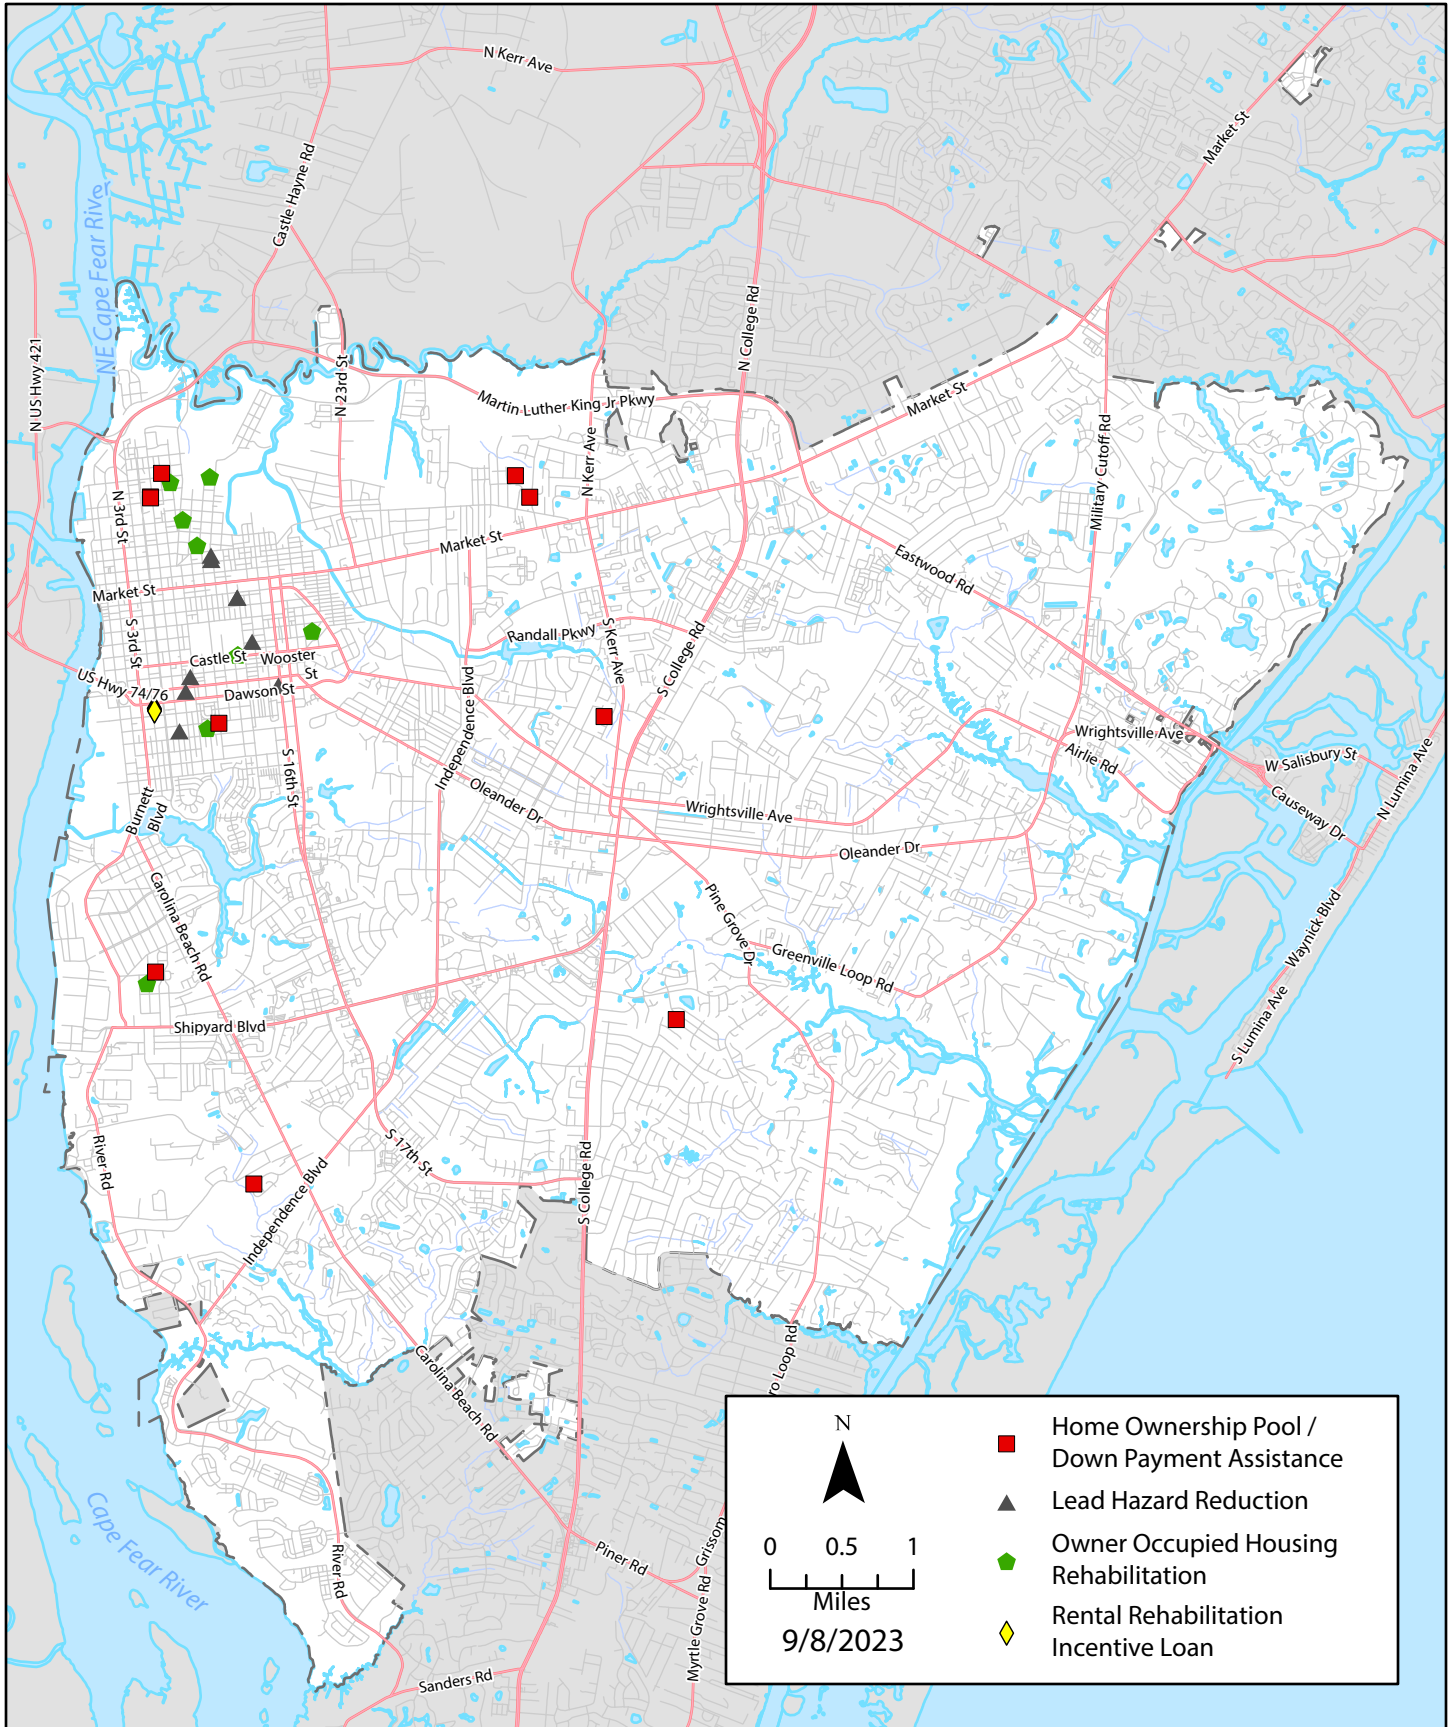 N Kerr Ave
Market St
Castle Hayne Rd
NE Cape Fear River
N US Hwy 421
N College Rd
N 23rd St
Martin Luther King Jr Pkwy
Market St
N Kerr Ave
Military Cutoff Rd
N 3rd St
Market St
Eastwood Rd
Market St
S 3rd St
Randall Pkwy
S Kerr Ave
S College Rd
Castle St
Wooster
St
US Hwy 74/76
Dawson St
Independence Blvd
Wrightsville Ave
Airlie Rd
W Salisbury St
N Lumina Ave
Causeway Dr
S 16th St
Oleander Dr
Wrightsville Ave
Burnett
Blvd
Oleander Dr
Carolina Beach Rd
Pine Grove Dr
Greenville Loop Rd
Waynick Blvd
S Lumina Ave
Shipyard Blvd
River Rd
S 17th St
Independence Blvd
S College Rd
Carolina Beach Rd
ro Loop Rd
Cape Fear River
River Rd
Piner Rd
Grissom
Myrtle Grove Rd
Sanders Rd
N
0 0.5 1
Miles
9/8/2023
Home Ownership Pool /
Down Payment Assistance
Lead Hazard Reduction
Owner Occupied Housing
Rehabilitation
Rental Rehabilitation
Incentive Loan